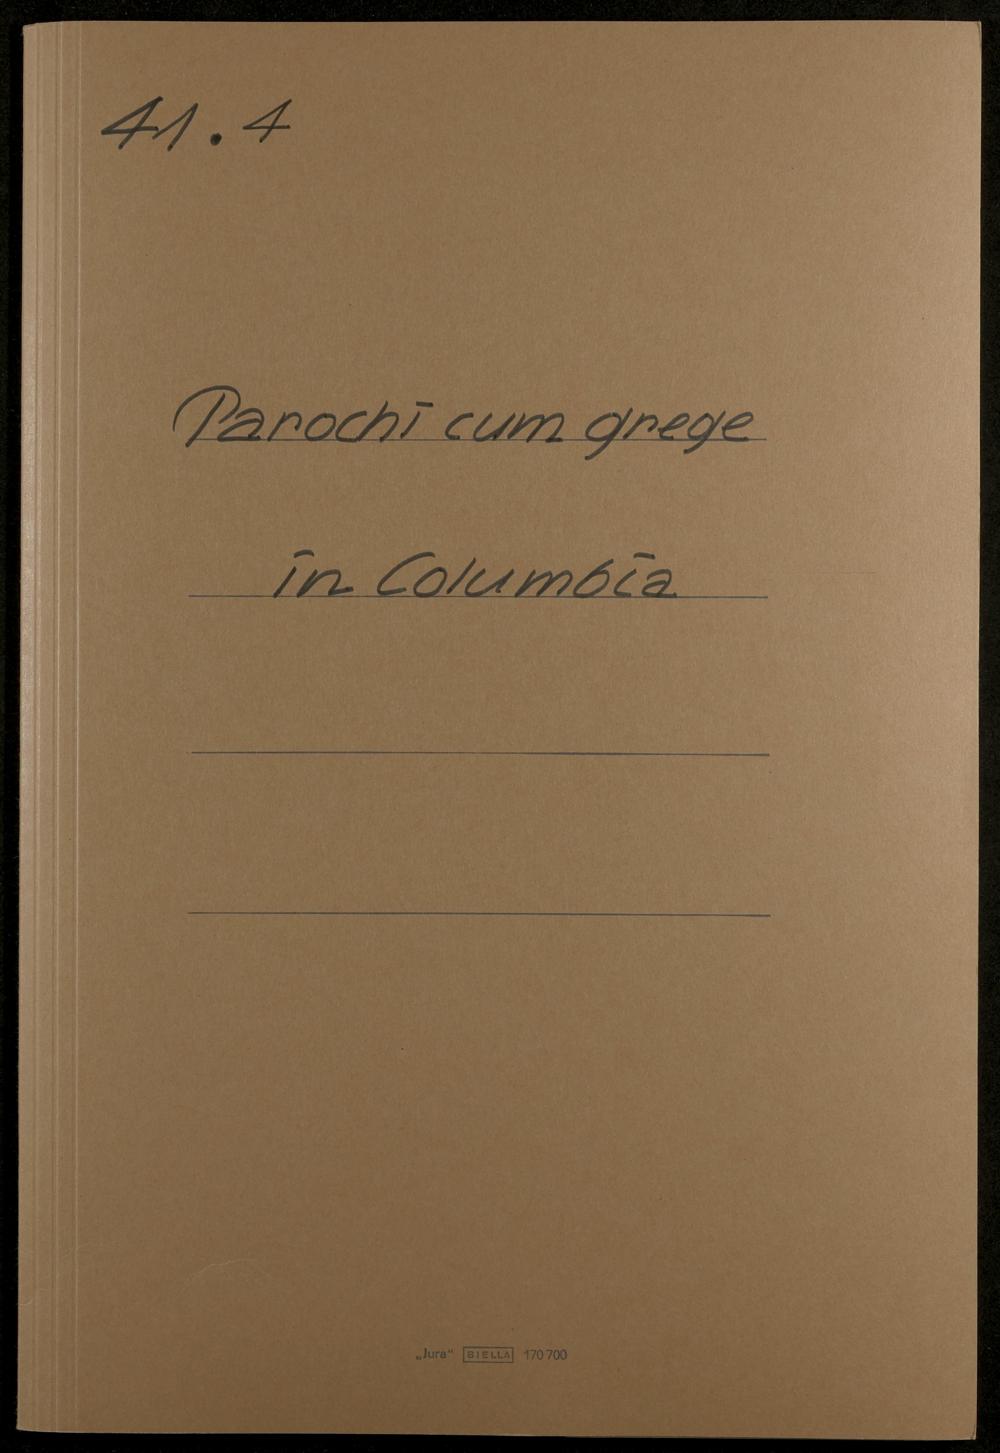 41.4
Parochi cum grege
in Columbia
„Jura“ BIELLA 170 700